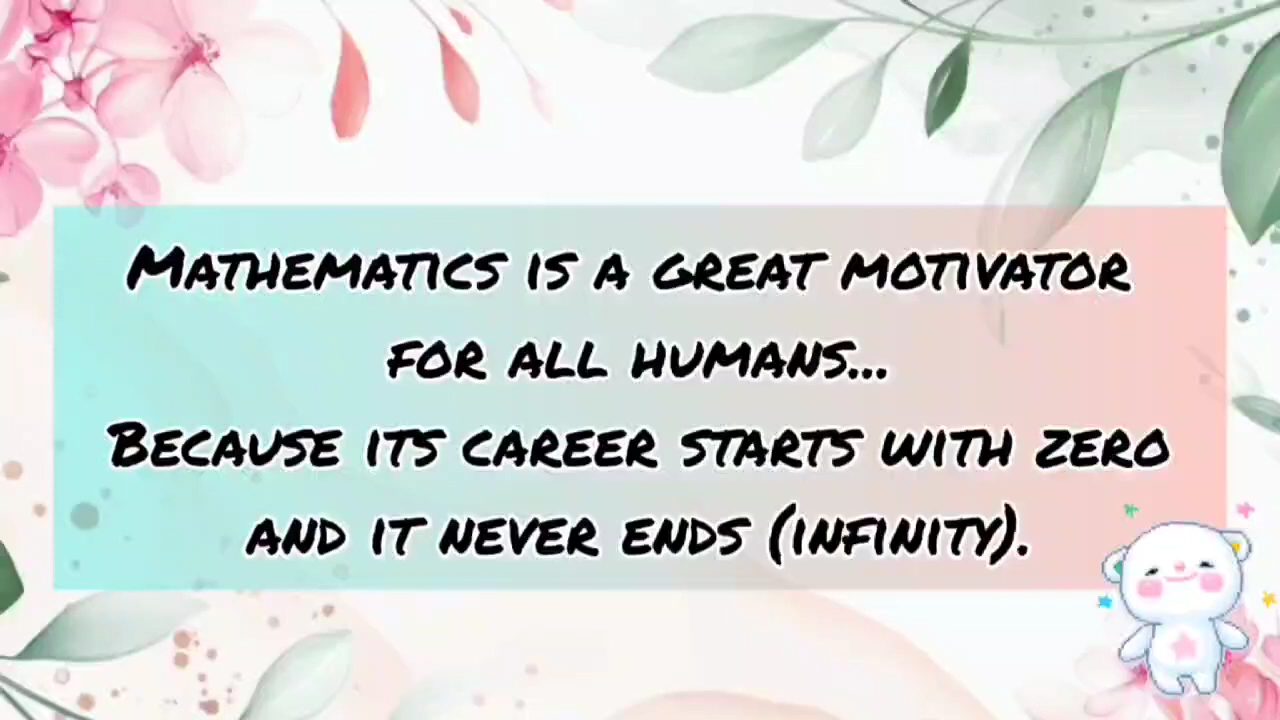 Mathematics is a great motivator
for all humans...
Because its career starts with zero
and it never ends (infinity).